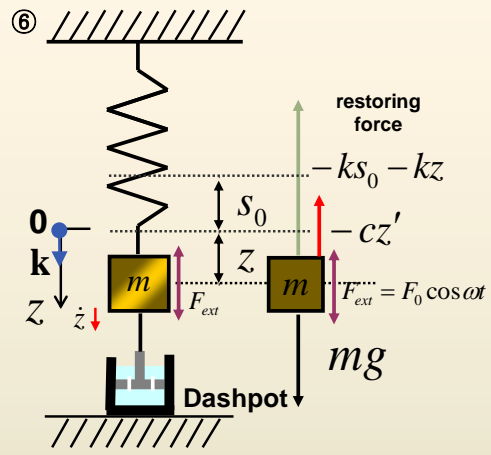 ⑥
restoring
force
−ks₀ − kz
s₀
−cz′
0
k
z
z
ż
m
F_ext
m
F_ext = F₀ cos ωt
mg
Dashpot